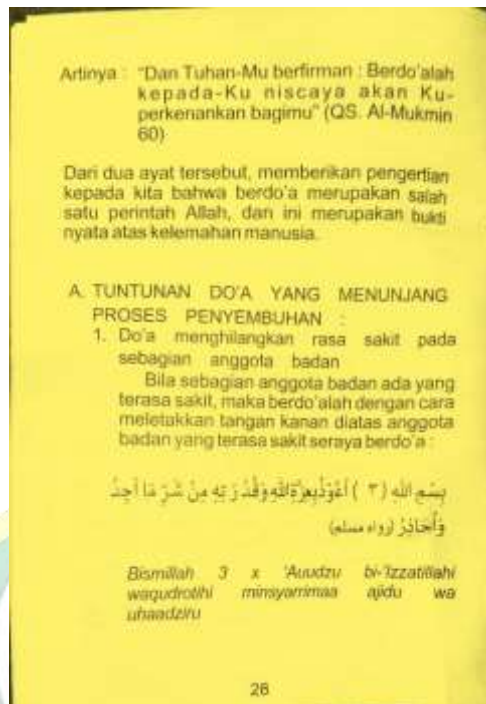 Artinya : "Dan Tuhan-Mu berfirman : Berdo'alah
kepada-Ku niscaya akan Ku-
perkenankan bagimu" (QS. Al-Mukmin
60)
Dari dua ayat tersebut, memberikan pengertian
kepada kita bahwa berdo'a merupakan salah
satu perintah Allah, dan ini merupakan bukti
nyata atas kelemahan manusia.
A. TUNTUNAN DO'A YANG MENUNJANG
PROSES PENYEMBUHAN :
1. Do'a menghilangkan rasa sakit pada
sebagian anggota badan
Bila sebagian anggota badan ada yang
terasa sakit, maka berdo'alah dengan cara
meletakkan tangan kanan diatas anggota
badan yang terasa sakit seraya berdo'a :
بِسْمِ اللهِ (٣) أَعُوْذُبِعِزَّةِاللهِ وَقُدْرَتِهِ مِنْ شَرِّ مَا أَجِدُ
وَأُحَاذِرُ (رواه مسلم)
Bismillah 3 x 'Auudzu bi-'Izzatillahi
waqudrotihi minsyarrimaa ajidu wa
uhaadziru
26